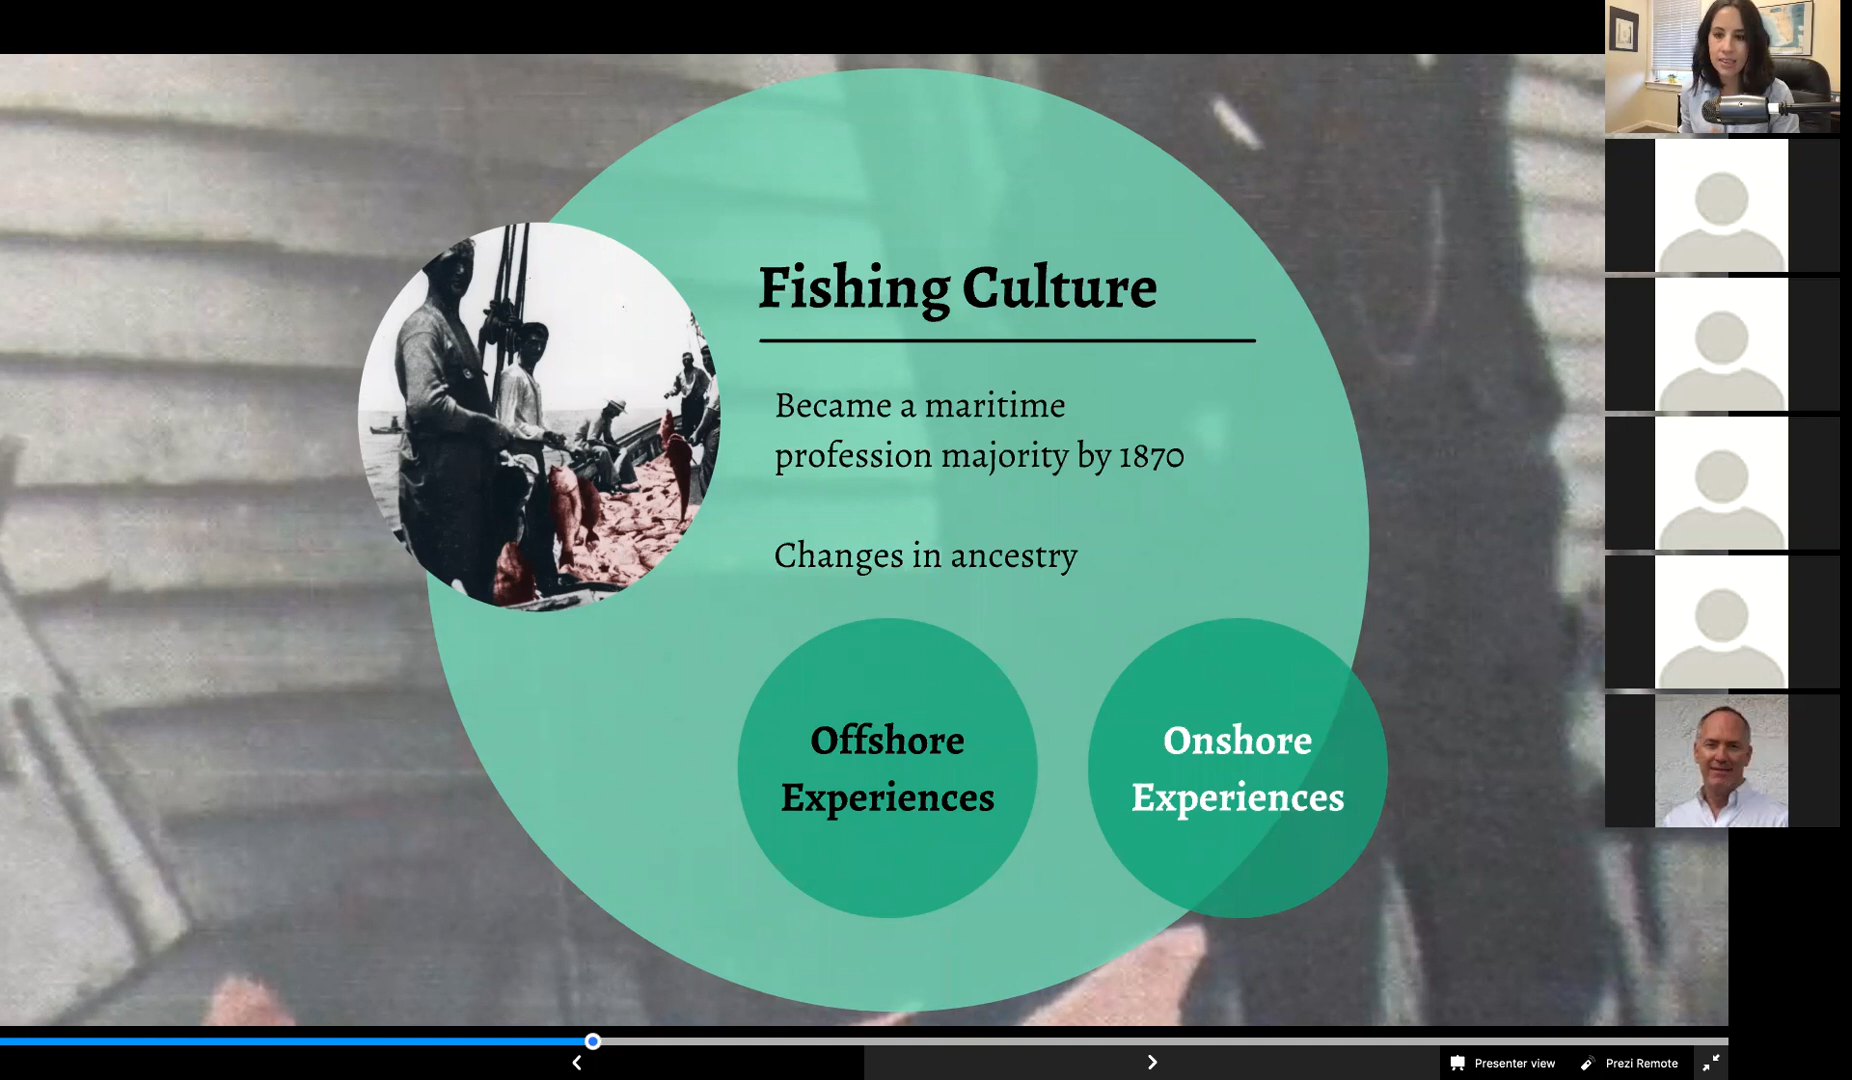 Fishing Culture
Became a maritime
profession majority by 1870
Changes in ancestry
Offshore
Experiences
Onshore
Experiences
Presenter view
Prezi Remote